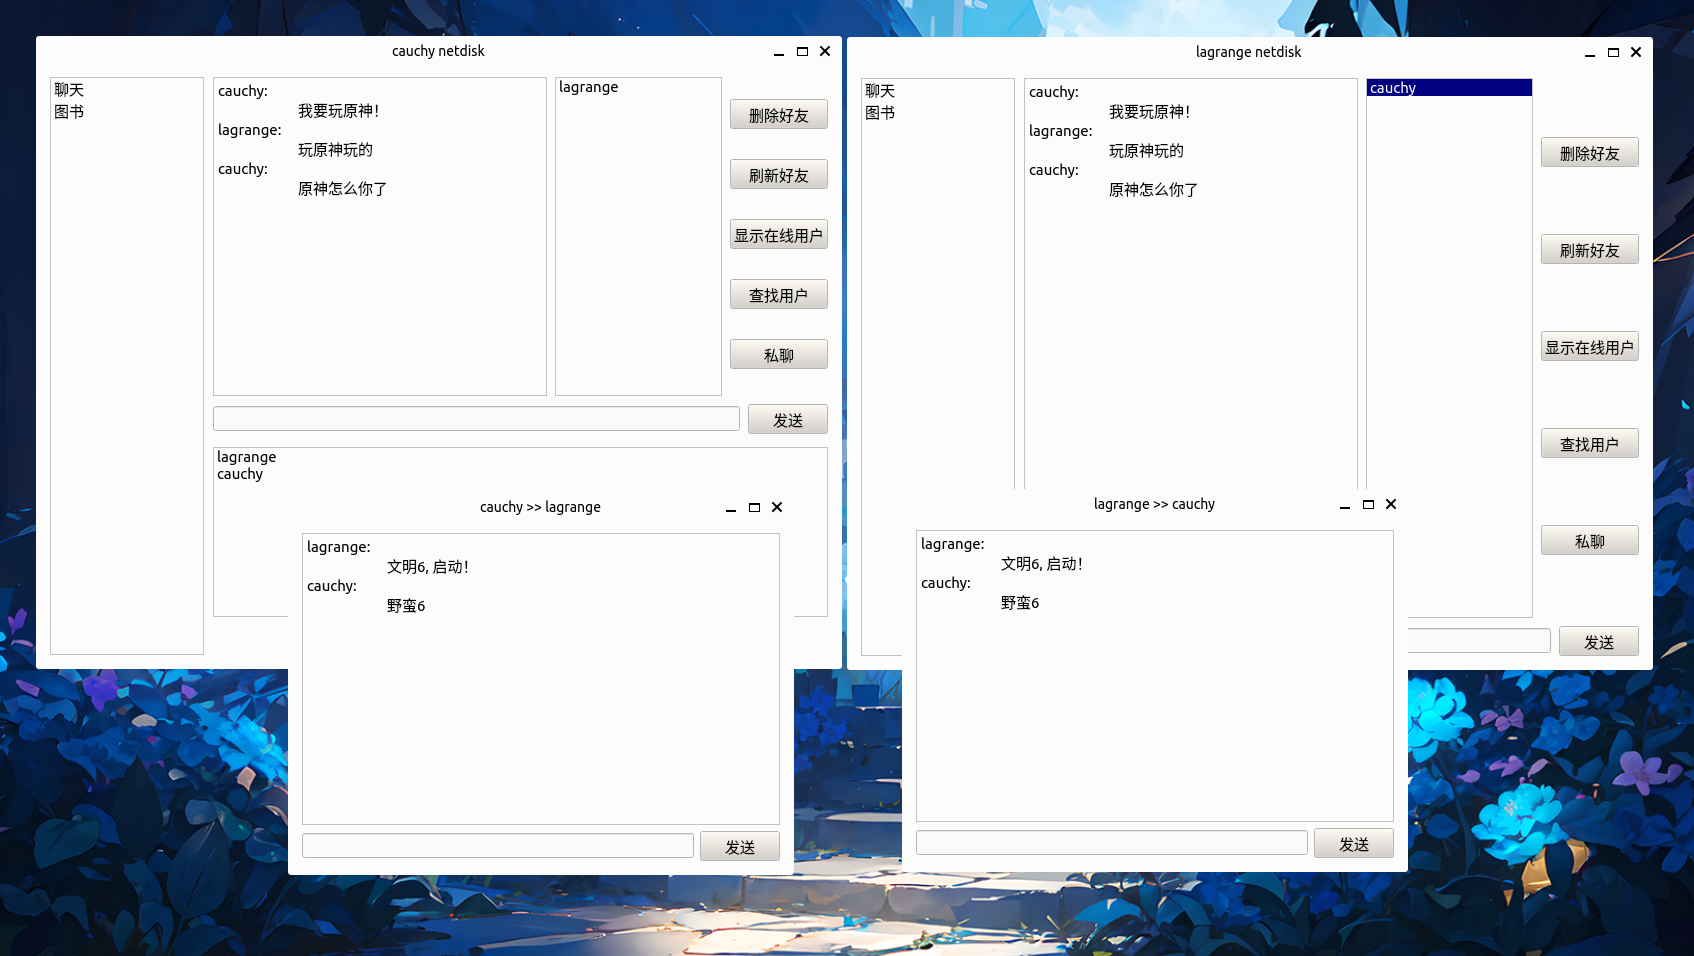 cauchy netdisk
聊天
图书
cauchy:
我要玩原神！
lagrange:
玩原神玩的
cauchy:
原神怎么你了
lagrange
删除好友
刷新好友
显示在线用户
查找用户
私聊
发送
lagrange
cauchy
cauchy >> lagrange
lagrange:
文明6, 启动！
cauchy:
野蛮6
发送
lagrange netdisk
聊天
图书
cauchy:
我要玩原神！
lagrange:
玩原神玩的
cauchy:
原神怎么你了
cauchy
删除好友
刷新好友
显示在线用户
查找用户
私聊
发送
lagrange >> cauchy
lagrange:
文明6, 启动！
cauchy:
野蛮6
发送